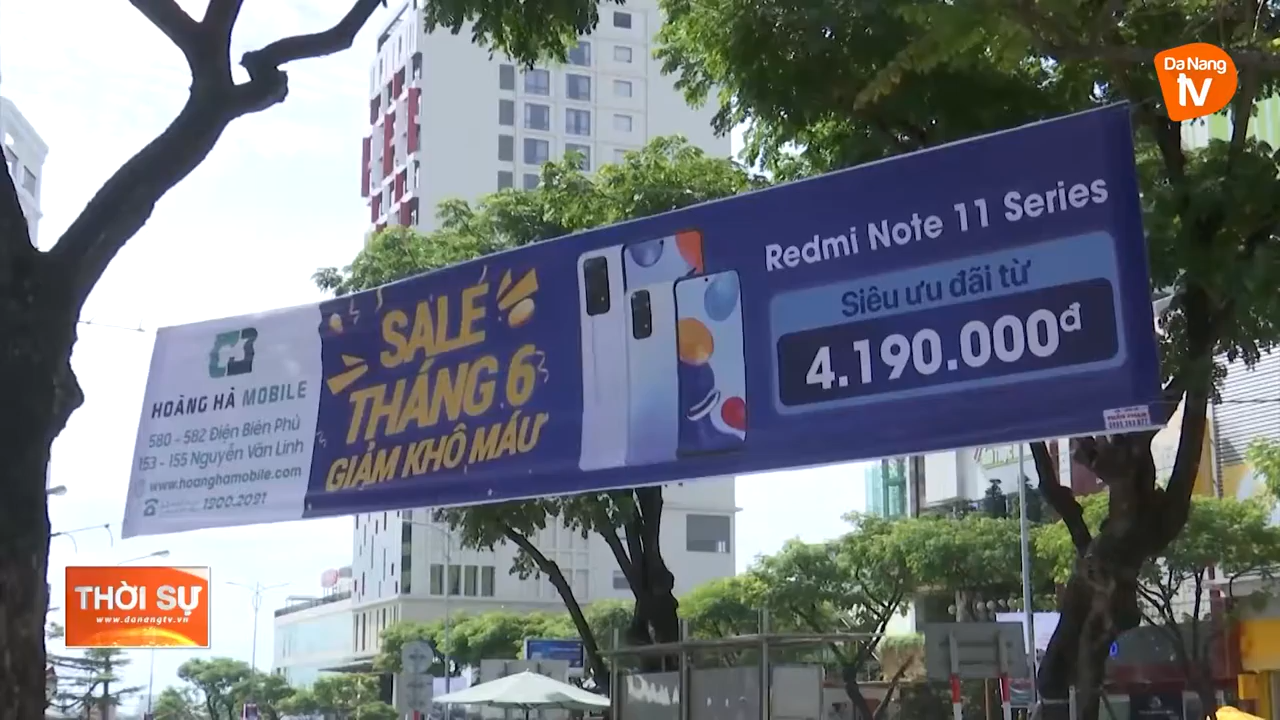 Da Nang
tv
HOÀNG HÀ MOBILE
580 - 582 Điện Biên Phủ
153 - 155 Nguyễn Văn Linh
www.hoanghamobile.com
1900.2091
SALE
THÁNG 6
GIẢM KHÔ MÁU
Redmi Note 11 Series
Siêu ưu đãi từ
4.190.000đ
THỜI SỰ
www.danangtv.vn